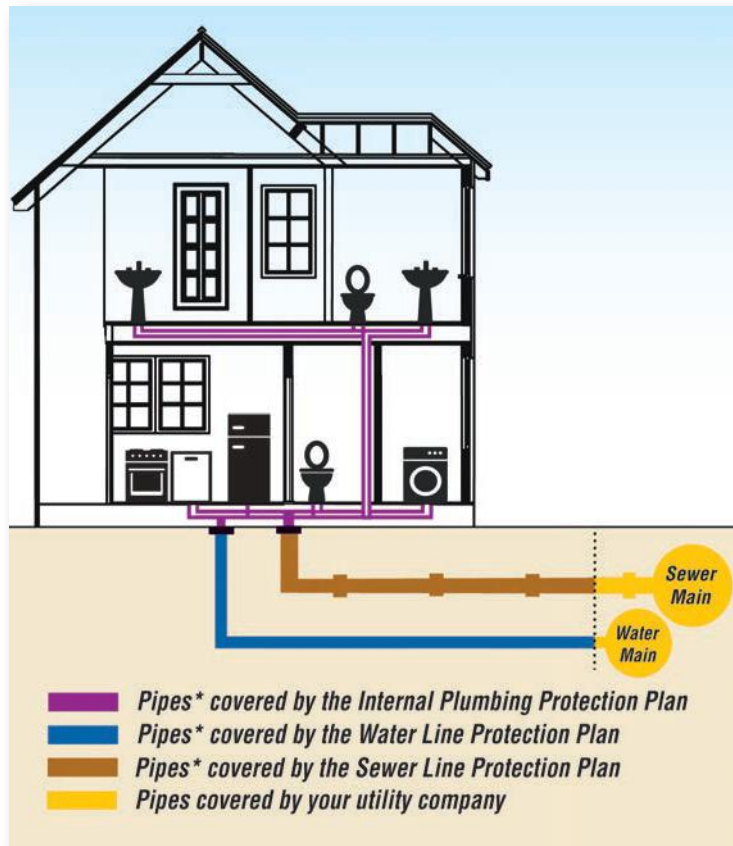 Sewer
Main
Water
Main
Pipes* covered by the Internal Plumbing Protection Plan
Pipes* covered by the Water Line Protection Plan
Pipes* covered by the Sewer Line Protection Plan
Pipes covered by your utility company